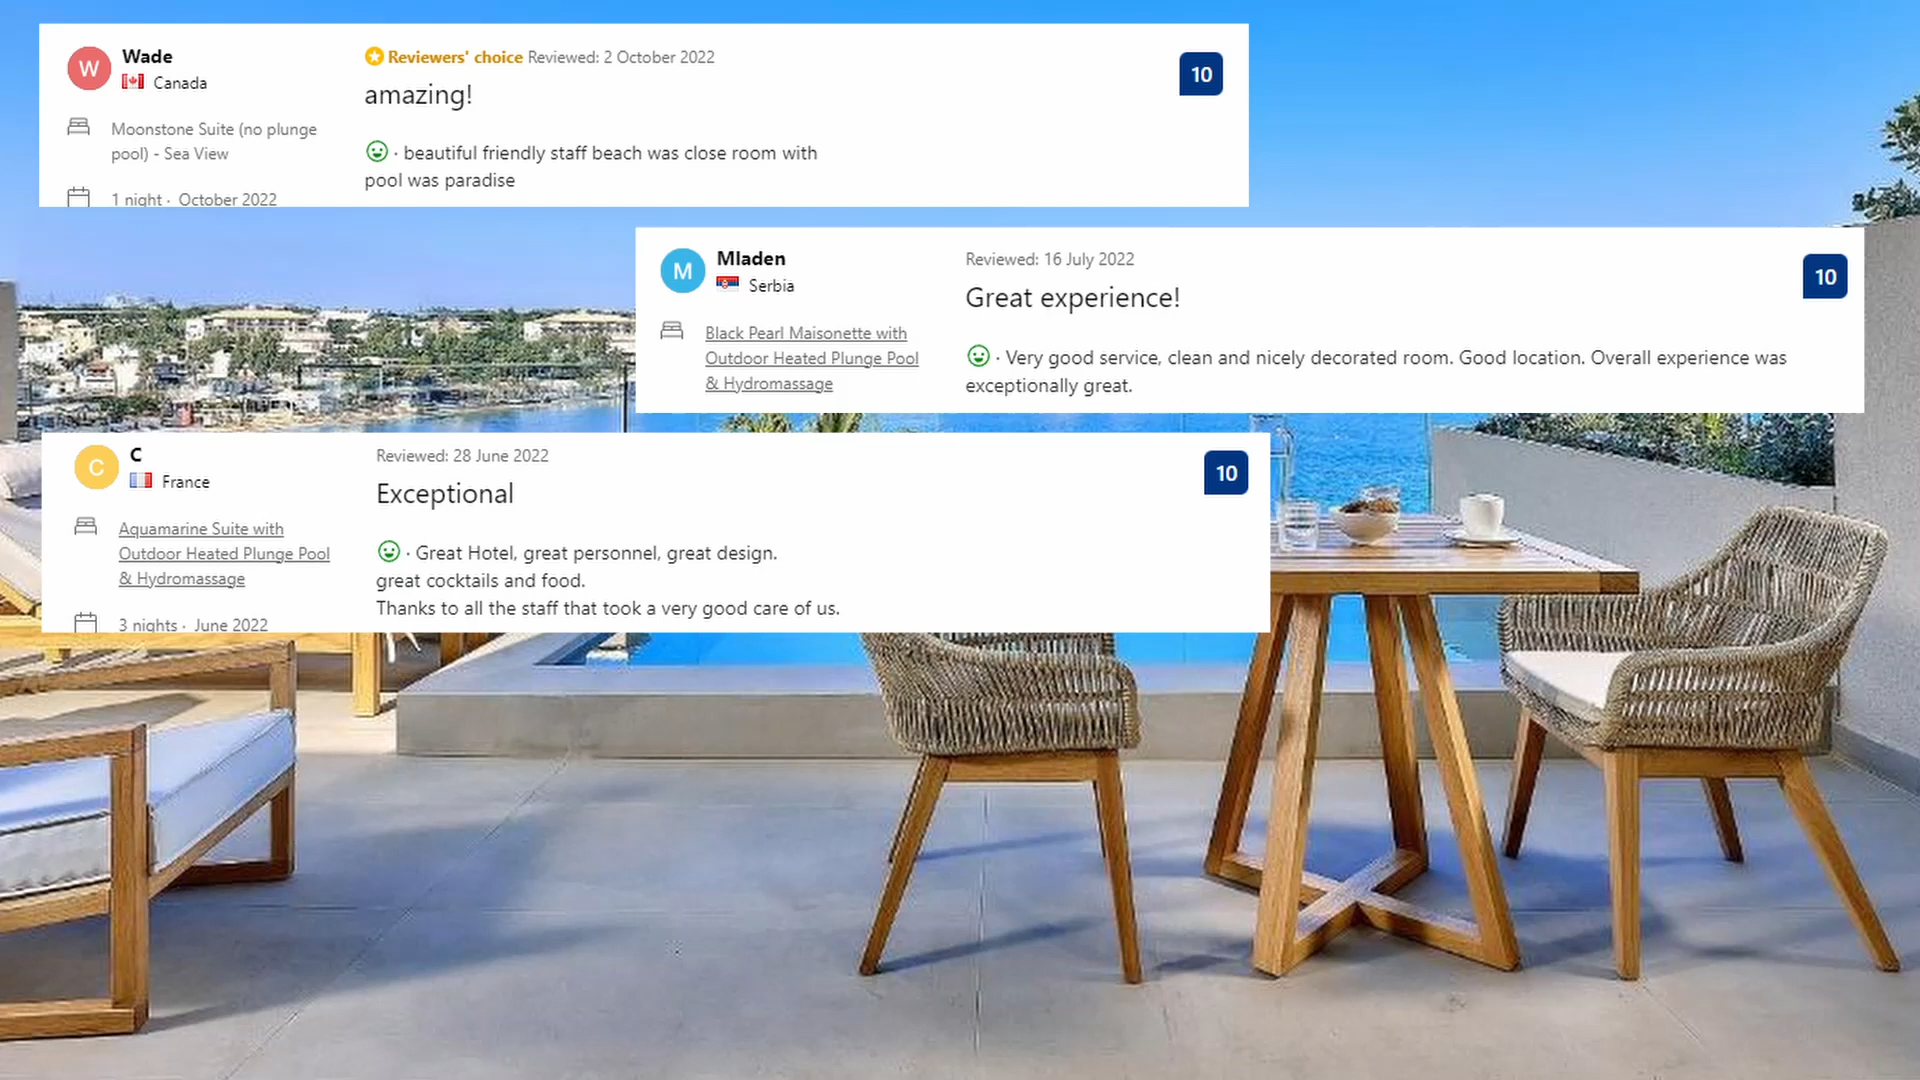 W
Wade
Canada
Moonstone Suite (no plunge
pool) - Sea View
1 night · October 2022
Reviewers' choice Reviewed: 2 October 2022
amazing!
· beautiful friendly staff beach was close room with
pool was paradise
10
M
Mladen
Serbia
Black Pearl Maisonette with
Outdoor Heated Plunge Pool
& Hydromassage
Reviewed: 16 July 2022
Great experience!
· Very good service, clean and nicely decorated room. Good location. Overall experience was
exceptionally great.
10
C
C
France
Aquamarine Suite with
Outdoor Heated Plunge Pool
& Hydromassage
3 nights · June 2022
Reviewed: 28 June 2022
Exceptional
· Great Hotel, great personnel, great design.
great cocktails and food.
Thanks to all the staff that took a very good care of us.
10